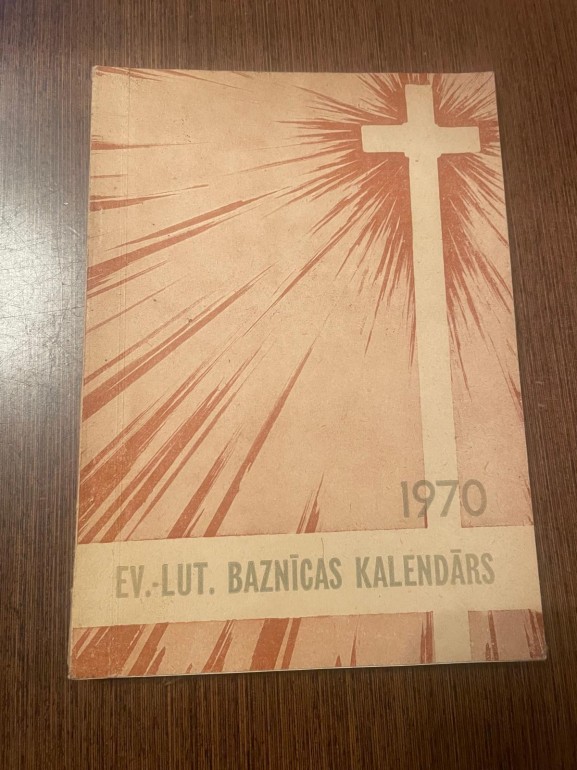 1970
EV.-LUT. BAZNĪCAS KALENDĀRS